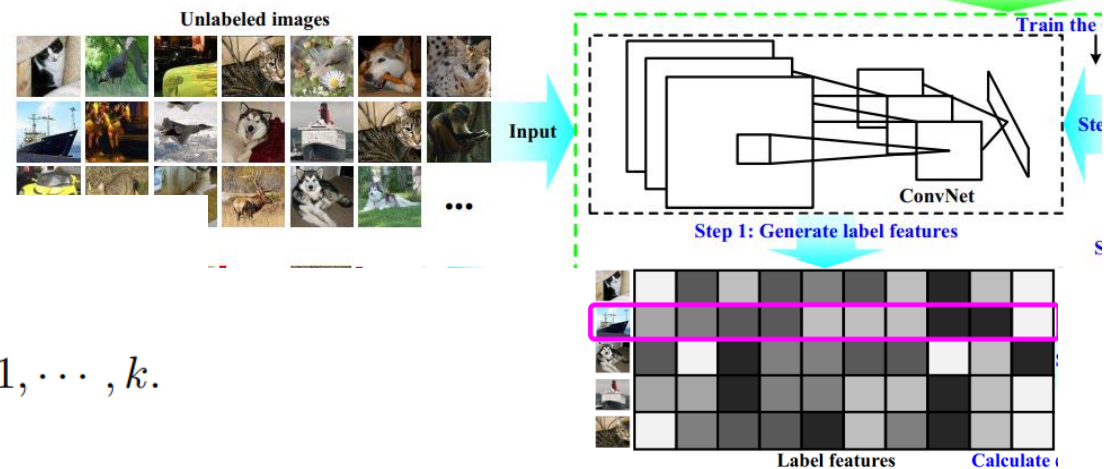 Unlabeled images
Train the
Input
Ste
ConvNet
Step 1: Generate label features
S
1, ⋯ , k.
...
Label features
Calculate